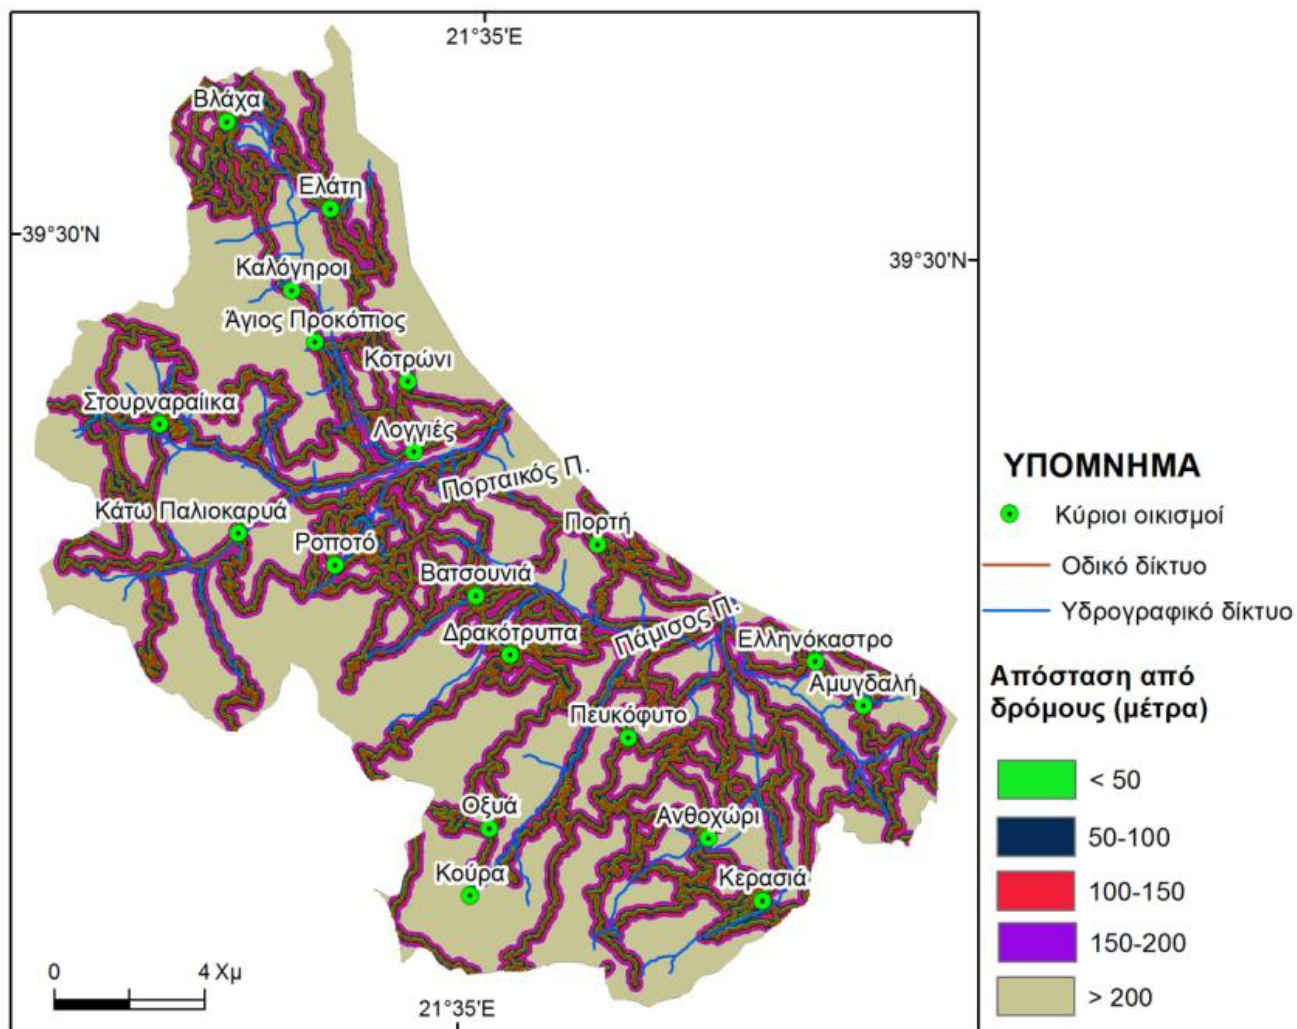 21°35'E
Βλάχα
Ελάτη
39°30'N
Καλόγηροι
39°30'N
Άγιος Προκόπιος
Κοτρώνι
Στουρναραίικα
Λογγιές
Πορταικός Π.
Κάτω Παλιοκαρυά
Ροποτό
Πορτή
Βατσουνιά
Δρακότρυπα
Πάμισος Π.
Ελληνόκαστρο
Αμυγδαλή
Πευκόφυτο
Οξυά
Ανθοχώρι
Κούρα
Κερασιά
0 4 Χμ
21°35'E
ΥΠΟΜΝΗΜΑ
Κύριοι οικισμοί
Οδικό δίκτυο
Υδρογραφικό δίκτυο
Απόσταση από
δρόμους (μέτρα)
< 50
50-100
100-150
150-200
> 200